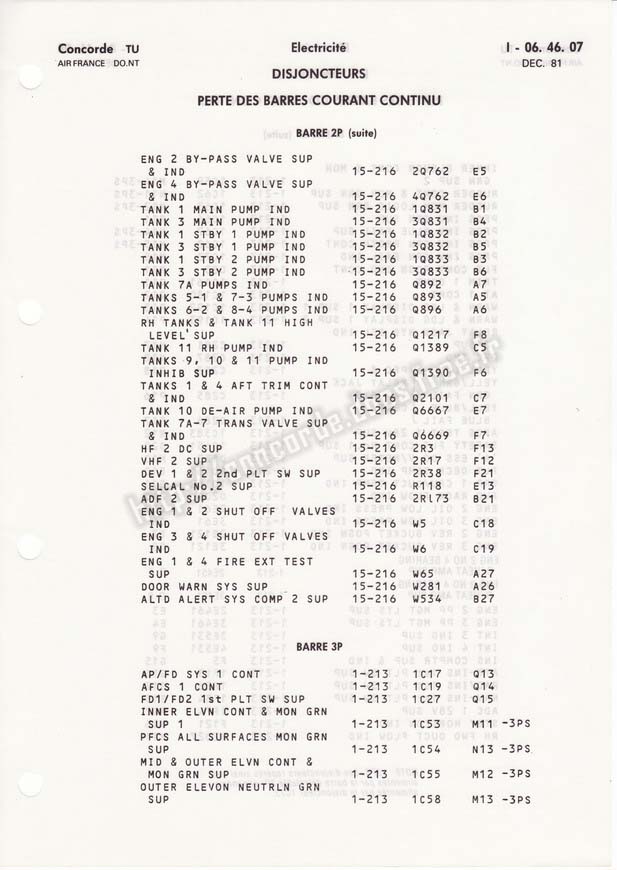 Concorde TU Electricité I - 06. 46. 07
AIR FRANCE DO.NT DEC. 81
DISJONCTEURS
PERTE DES BARRES COURANT CONTINU
BARRE 2P (suite)
ENG 2 BY-PASS VALVE SUP
& IND 15-216 2Q762 E5
ENG 4 BY-PASS VALVE SUP
& IND 15-216 4Q762 E6
TANK 1 MAIN PUMP IND 15-216 1Q831 B1
TANK 3 MAIN PUMP IND 15-216 3Q831 B4
TANK 1 STBY 1 PUMP IND 15-216 1Q832 B2
TANK 3 STBY 1 PUMP IND 15-216 3Q832 B5
TANK 1 STBY 2 PUMP IND 15-216 1Q833 B3
TANK 3 STBY 2 PUMP IND 15-216 3Q833 B6
TANK 7A PUMPS IND 15-216 Q892 A7
TANKS 5-1 & 7-3 PUMPS IND 15-216 Q893 A5
TANKS 6-2 & 8-4 PUMPS IND 15-216 Q896 A6
RH TANKS & TANK 11 HIGH
LEVEL SUP 15-216 Q1217 F8
TANK 11 RH PUMP IND 15-216 Q1389 C5
TANKS 9, 10 & 11 PUMP IND
INHIB SUP 15-216 Q1390 F6
TANKS 1 & 4 AFT TRIM CONT
& IND 15-216 Q2101 C7
TANK 10 DE-AIR PUMP IND 15-216 Q6667 E7
TANK 7A-7 TRANS VALVE SUP
& IND 15-216 Q6669 F7
HF 2 DC SUP 15-216 2R3 F13
VHF 2 SUP 15-216 2R17 F12
DEV 1 & 2 2nd PLT SW SUP 15-216 2R38 F21
SELCAL No.2 SUP 15-216 R118 E13
ADF 2 SUP 15-216 2R173 B21
ENG 1 & 2 SHUT OFF VALVES
IND 15-216 W5 C18
ENG 3 & 4 SHUT OFF VALVES
IND 15-216 W6 C19
ENG 1 & 4 FIRE EXT TEST
SUP 15-216 W65 A27
DOOR WARN SYS SUP 15-216 W281 A26
ALTD ALERT SYS COMP 2 SUP 15-216 W534 B27
BARRE 3P
AP/FD SYS 1 CONT 1-213 1C17 Q13
AFCS 1 CONT 1-213 1C19 Q14
FD1/FD2 1st PLT SW SUP 1-213 1C27 Q15
INNER ELVN CONT & MON GRN
SUP 1 1-213 1C53 M11 -3PS
PFCS ALL SURFACES MON GRN
SUP 1-213 1C54 N13 -3PS
MID & OUTER ELVN CONT &
MON GRN SUP 1-213 1C55 M12 -3PS
OUTER ELEVON NEUTRLN GRN
SUP 1-213 1C58 M13 -3PS